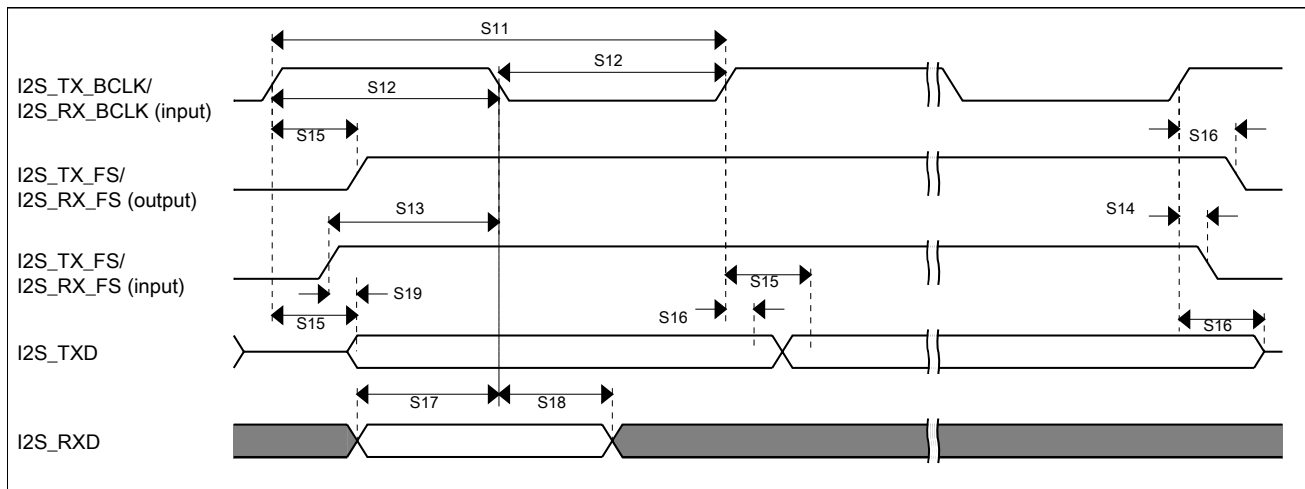 S11
S12
I2S_TX_BCLK/
I2S_RX_BCLK (input)
S12
S15
S16
I2S_TX_FS/
I2S_RX_FS (output)
S13
S14
I2S_TX_FS/
I2S_RX_FS (input)
S15
S19
S15
S16
S16
I2S_TXD
S17
S18
I2S_RXD